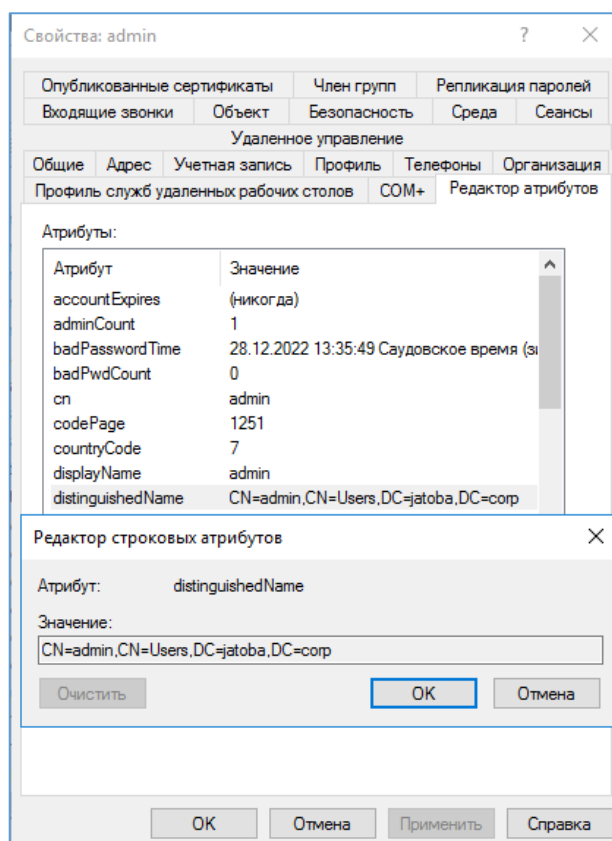 Свойства: admin ?
Опубликованные сертификаты Член групп Репликация паролей
Входящие звонки Объект Безопасность Среда Сеансы
Удаленное управление
Общие Адрес Учетная запись Профиль Телефоны Организация
Профиль служб удаленных рабочих столов COM+ Редактор атрибутов
Атрибуты:
Атрибут Значение
accountExpires (никогда)
adminCount 1
badPasswordTime 28.12.2022 13:35:49 Саудовское время (зи
badPwdCount 0
cn admin
codePage 1251
countryCode 7
displayName admin
distinguishedName CN=admin,CN=Users,DC=jatoba,DC=corp
Редактор строковых атрибутов
Атрибут: distinguishedName
Значение:
CN=admin,CN=Users,DC=jatoba,DC=corp
Очистить OK Отмена
OK Отмена Применить Справка